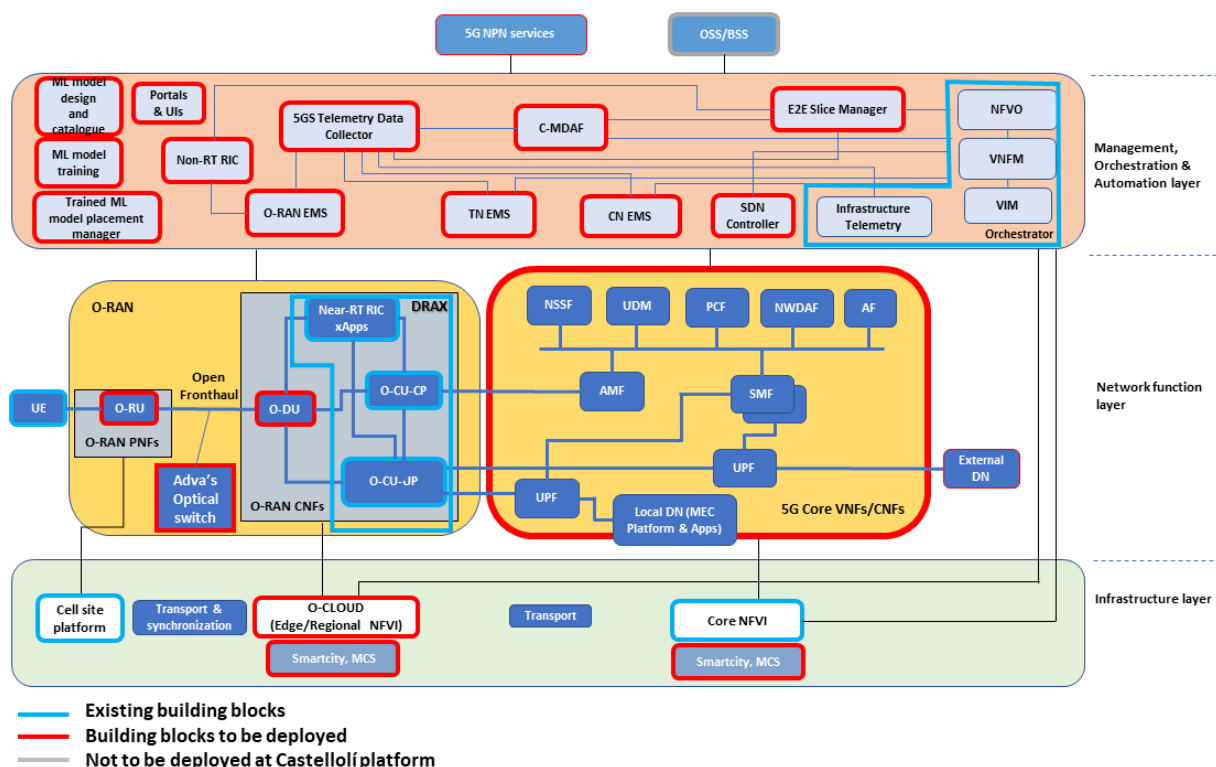 5G NPN services
OSS/BSS
ML model
design
and
catalogue
Portals
& UIs
5GS Telemetry Data
Collector
C-MDAF
E2E Slice Manager
NFVO
ML model
training
Non-RT RIC
VNFM
Trained ML
model placement
manager
O-RAN EMS
TN EMS
CN EMS
SDN
Controller
Infrastructure
Telemetry
VIM
Orchestrator
Management,
Orchestration &
Automation layer
O-RAN
DRAX
Near-RT RIC
xApps
NSSF
UDM
PCF
NWDAF
AF
Open
Fronthaul
UE
O-RU
O-DU
O-CU-CP
AMF
SMF
Network function
layer
O-RAN PNFs
Adva's
Optical
switch
O-CU-UP
O-RAN CNFs
UPF
UPF
External
DN
Local DN (MEC
Platform & Apps)
5G Core VNFs/CNFs
Cell site
platform
Transport &
synchronization
O-CLOUD
(Edge/Regional NFVI)
Transport
Core NFVI
Infrastructure layer
Smartcity, MCS
Smartcity, MCS
Existing building blocks
Building blocks to be deployed
Not to be deployed at Castellolí platform